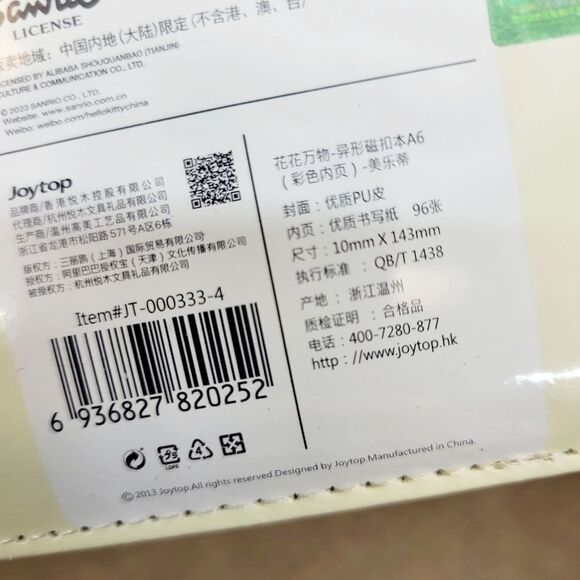 Sanrio
LICENSE
贩卖地域：中国内地(大陆)限定(不含港、澳、台)
LICENSED BY ALIBABA SHOUQUANBAO (TIANJIN)
CULTURE & COMMUNICATION CO., LTD.
© 2023 SANRIO CO., LTD.
Website: www.sanrio.com.cn
Weibo: weibo.com/hellokittychina
Joytop
品牌商/香港悦木控股有限公司
代理商/杭州悦木文具礼品有限公司
生产商/温州高美工艺品有限公司
浙江省龙港市松阳路571号A区6栋
版权方：三丽鸥（上海）国际贸易有限公司
授权方：阿里巴巴授权宝（天津）文化传播有限公司
被授权方：杭州悦木文具礼品有限公司
Item#JT-000333-4
6 936827 820252
95
LDPE
4
花花万物-异形磁扣本A6
（彩色内页）-美乐蒂
封面：优质PU皮
内页：优质书写纸 96张
尺寸：10mm X 143mm
执行标准：QB/T 1438
产地：浙江温州
质检证明：合格品
电话：400-7280-877
http：//www.joytop.hk
© 2013 Joytop.All rights reserved.Designed by Joytop.Manufactured in China.